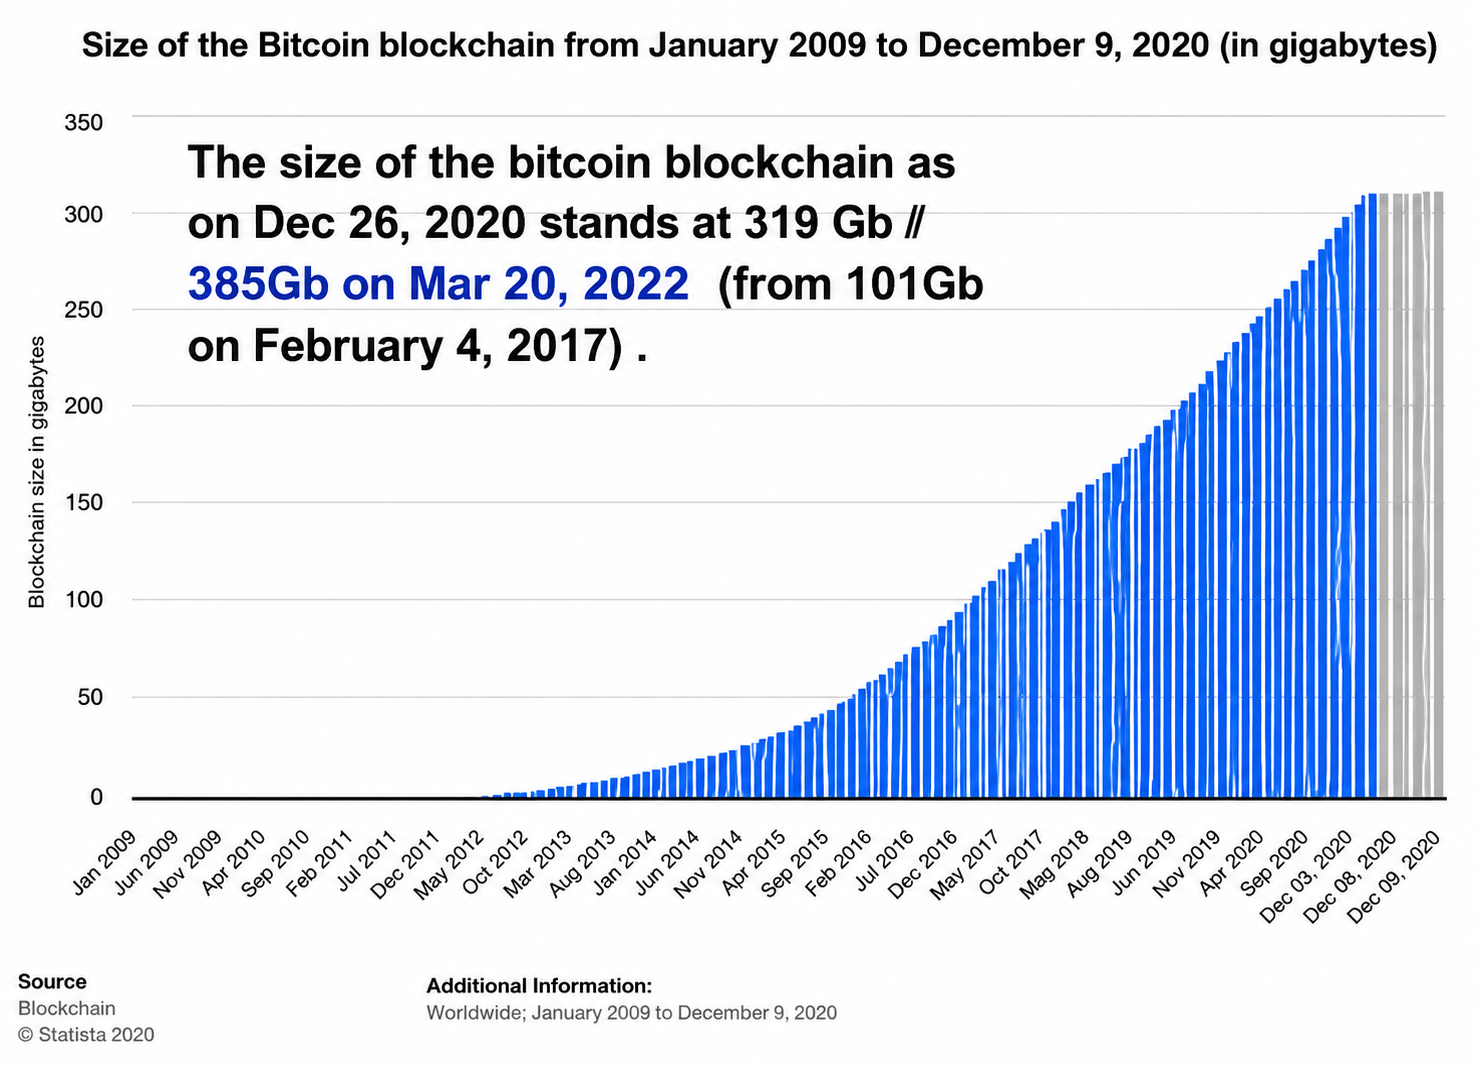 Size of the Bitcoin blockchain from January 2009 to December 9, 2020 (in gigabytes)
The size of the bitcoin blockchain as
on Dec 26, 2020 stands at 319 Gb //
385Gb on Mar 20, 2022 (from 101Gb
on February 4, 2017) .
Blockchain size in gigabytes
350
300
250
200
150
100
50
0
Jan 2009
Jun 2009
Nov 2009
Apr 2010
Sep 2010
Feb 2011
Jul 2011
Dec 2011
May 2012
Oct 2012
Mar 2013
Aug 2013
Jan 2014
Jun 2014
Nov 2014
Apr 2015
Sep 2015
Feb 2016
Jul 2016
Dec 2016
May 2017
Oct 2017
Mag 2018
Aug 2019
Jun 2019
Nov 2019
Apr 2020
Sep 2020
Dec 03, 2020
Dec 08, 2020
Dec 09, 2020
Source
Blockchain
© Statista 2020
Additional Information:
Worldwide; January 2009 to December 9, 2020